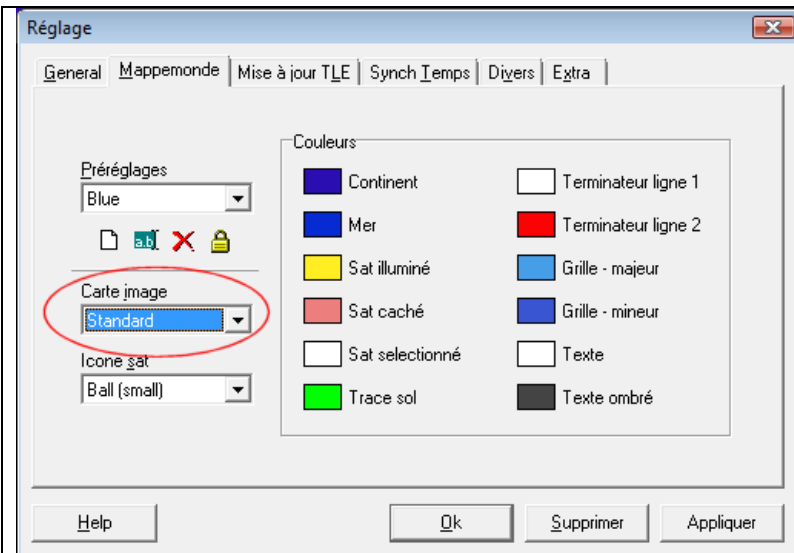 Réglage
General Mappemonde Mise à jour TLE Synch Temps Divers Extra
Préréglages
Blue
ab
Carte image
Standard
Icone sat
Ball (small)
Couleurs
Continent Terminateur ligne 1
Mer Terminateur ligne 2
Sat illuminé Grille - majeur
Sat caché Grille - mineur
Sat selectionné Texte
Trace sol Texte ombré
Help Ok Supprimer Appliquer